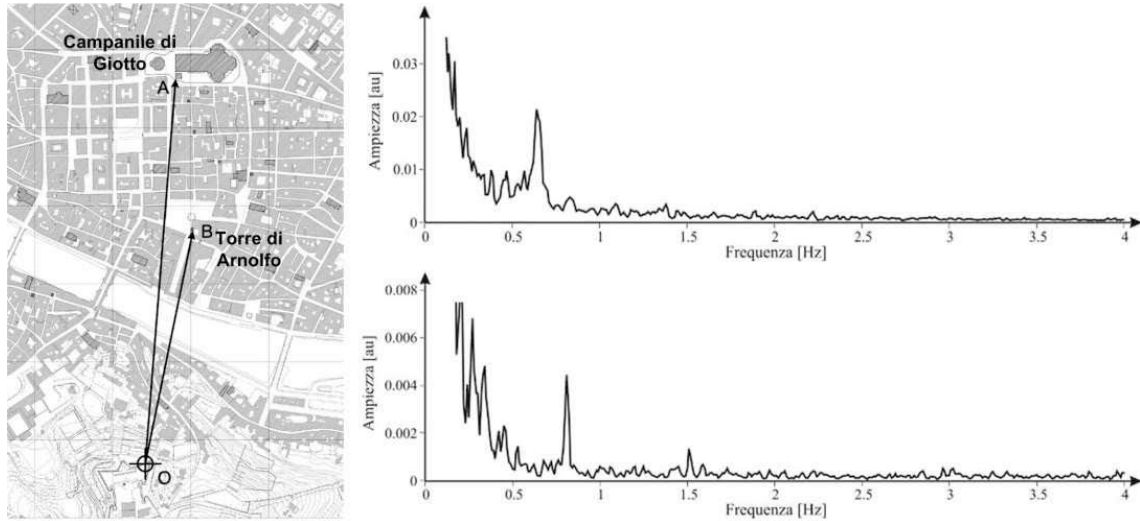 Campanile di
Giotto
A
B
Torre di
Arnolfo
O
Ampiezza [au]
0.03
0.02
0.01
0
0
0.5
1
1.5
2
2.5
3
3.5
4
Frequenza [Hz]
Ampiezza [au]
0.008
0.006
0.004
0.002
0
0
0.5
1
1.5
2
2.5
3
3.5
4
Frequenza [Hz]